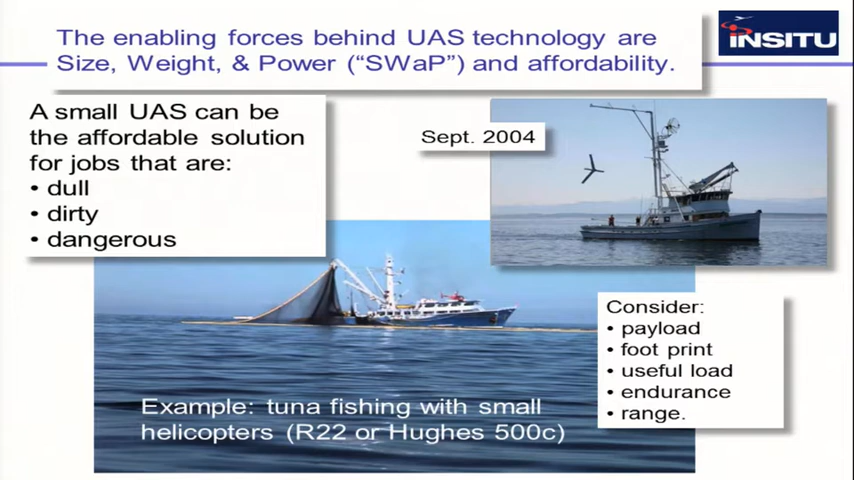 The enabling forces behind UAS technology are
Size, Weight, & Power (“SWaP”) and affordability.
INSITU
A small UAS can be
the affordable solution
for jobs that are:
• dull
• dirty
• dangerous
Sept. 2004
Consider:
• payload
• foot print
• useful load
• endurance
• range.
Example: tuna fishing with small
helicopters (R22 or Hughes 500c)